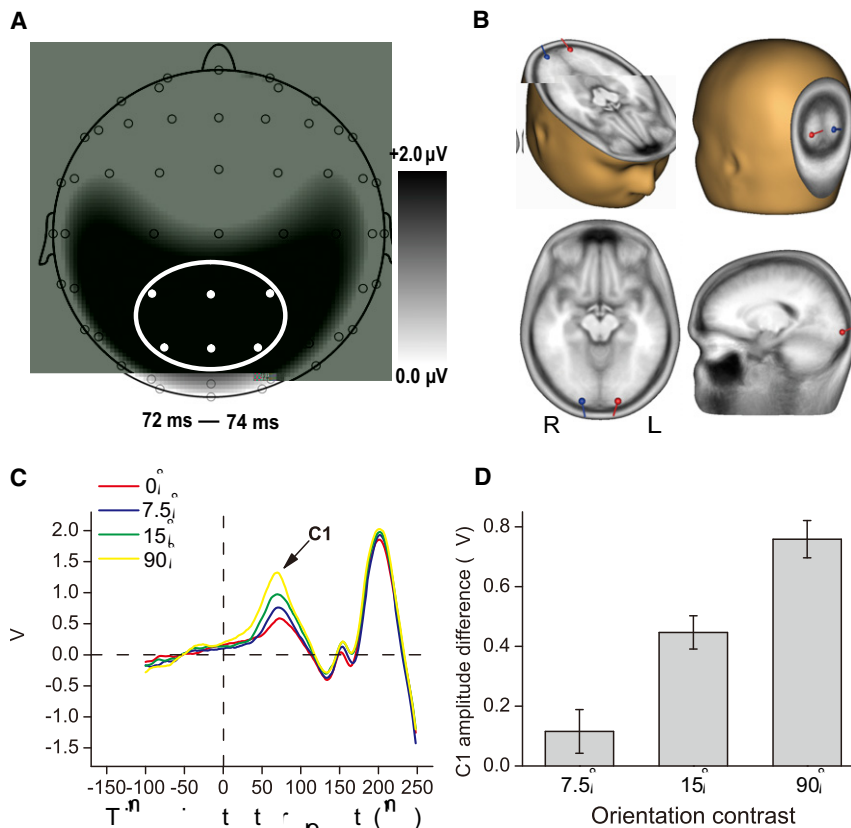 A
+2.0 µV
0.0 µV
72 ms — 74 ms
B
R
L
C
0
7.5
15
90
C1
V
2.0
1.5
1.0
0.5
0.0
-0.5
-1.0
-1.5
-150 -100 -50 0 50 100 150 200 250
D
C1 amplitude difference ( V)
0.8
0.6
0.4
0.2
0.0
7.5
15
90
Orientation contrast